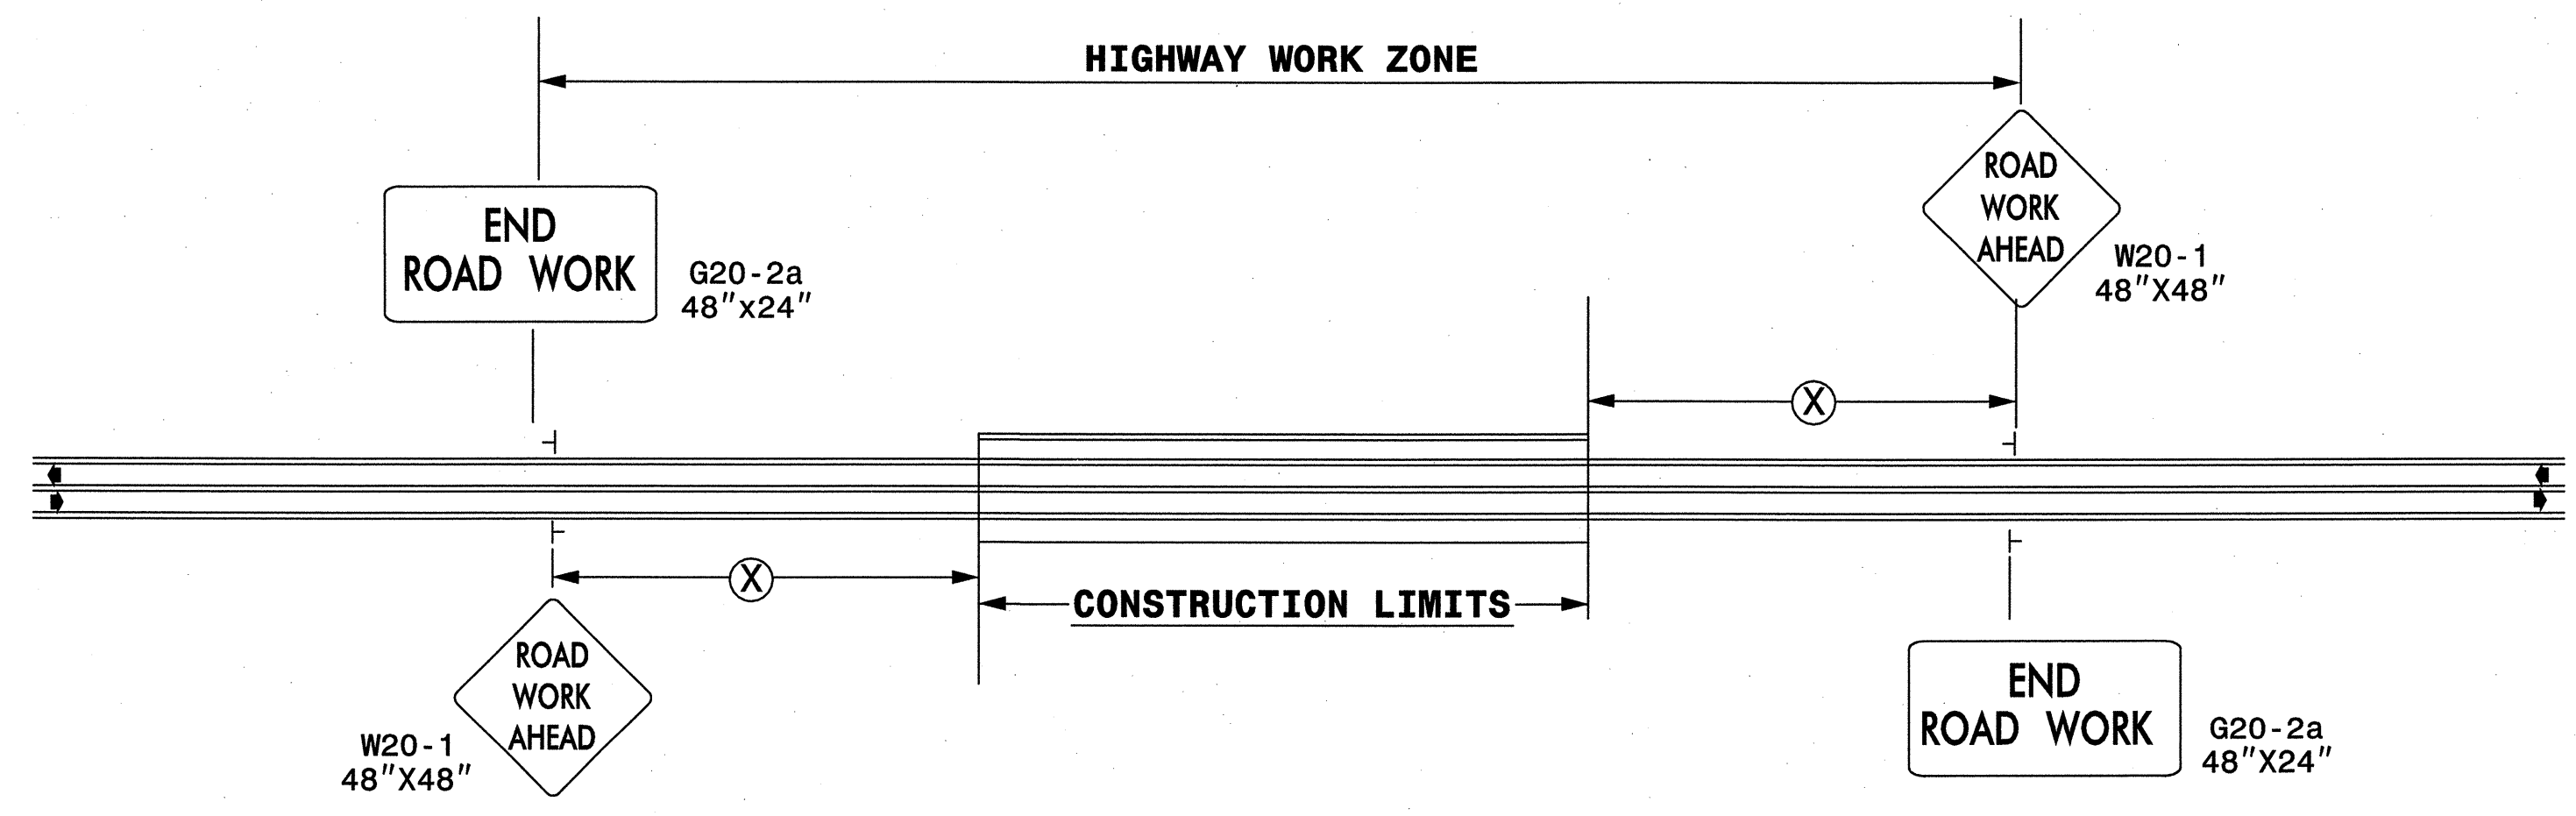 HIGHWAY WORK ZONE
END
ROAD WORK
G20-2a
48"x24"
ROAD
WORK
AHEAD
W20-1
48"X48"
X
X
CONSTRUCTION LIMITS
ROAD
WORK
AHEAD
W20-1
48"X48"
END
ROAD WORK
G20-2a
48"X24"